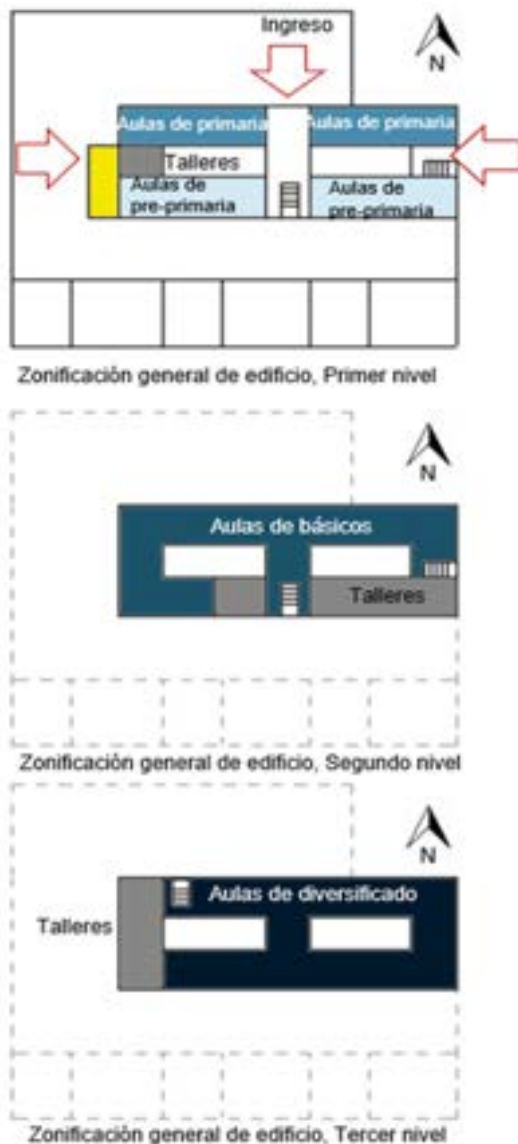 Ingreso
N
Aulas de primaria
Aulas de primaria
Talleres
Aulas de
pre-primaria
Aulas de
pre-primaria
Zonificación general de edificio, Primer nivel
N
Aulas de básicos
Talleres
Zonificación general de edificio, Segundo nivel
N
Aulas de diversificado
Talleres
Zonificación general de edificio, Tercer nivel